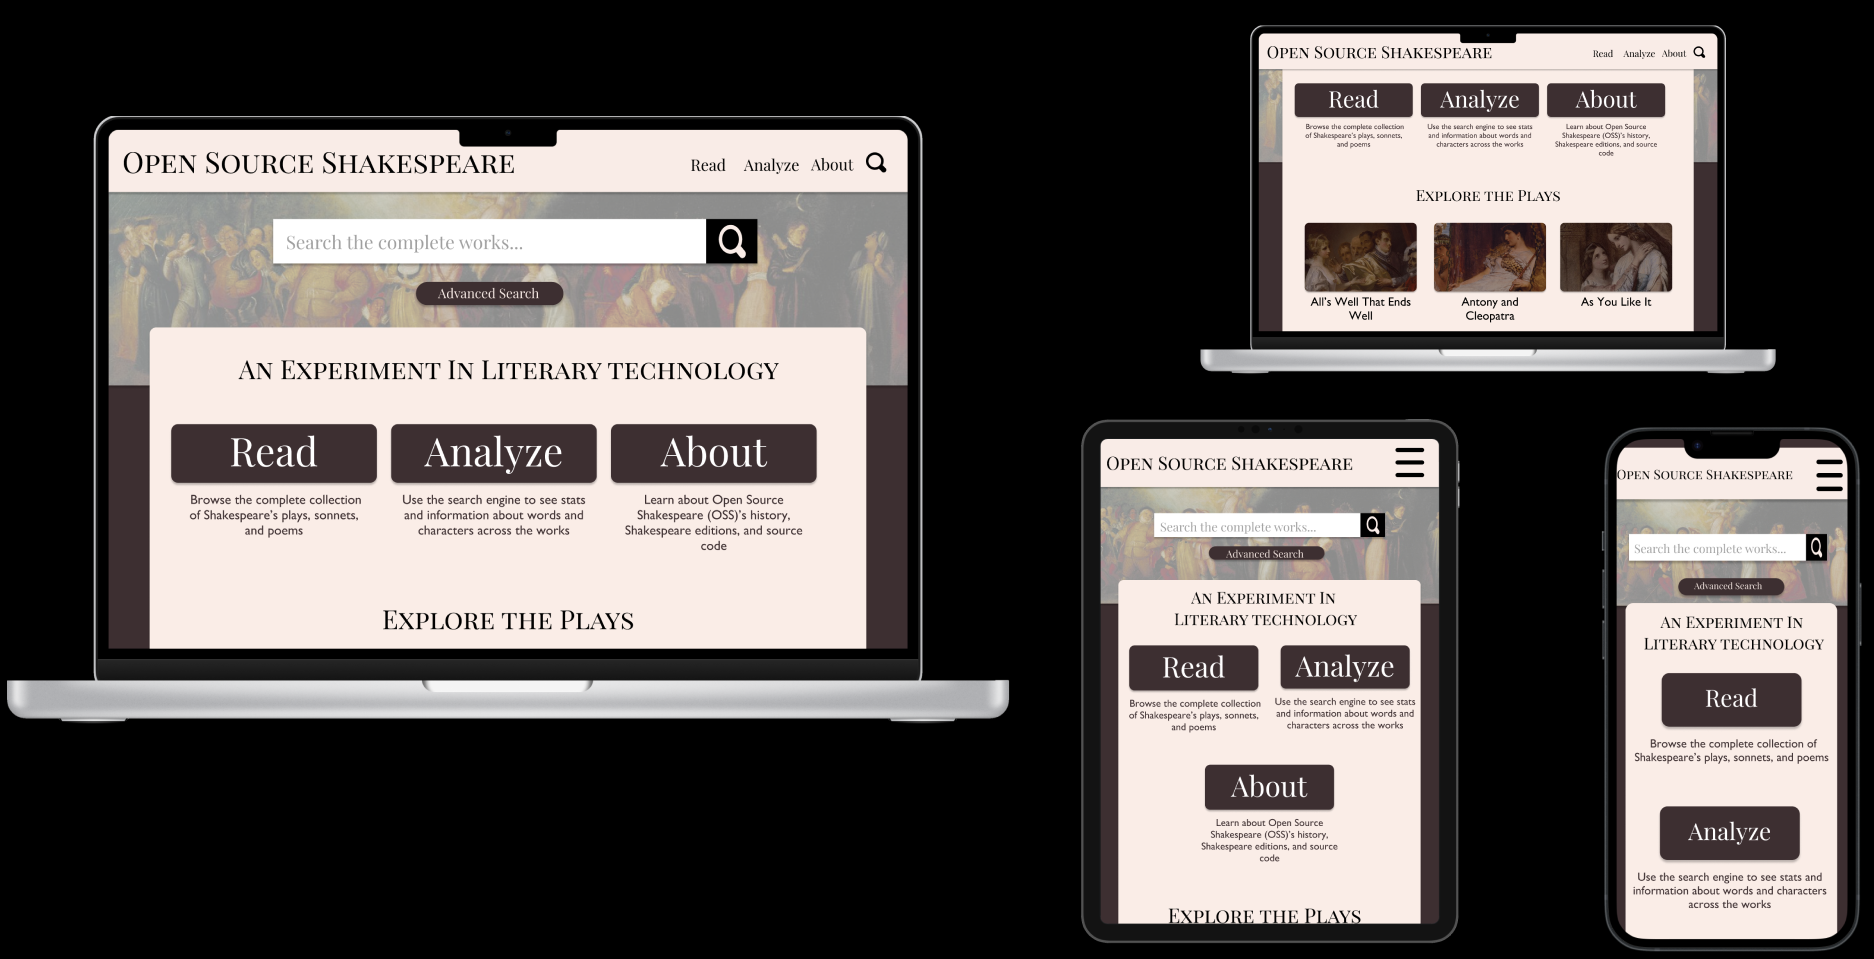 OPEN SOURCE SHAKESPEARE
Read Analyze About
Search the complete works...
Advanced Search
AN EXPERIMENT IN LITERARY TECHNOLOGY
Read Analyze About
Browse the complete collection
of Shakespeare's plays, sonnets,
and poems
Use the search engine to see stats
and information about words and
characters across the works
Learn about Open Source
Shakespeare (OSS)'s history,
Shakespeare editions, and source
code
EXPLORE THE PLAYS
OPEN SOURCE SHAKESPEARE
Read Analyze About
Read Analyze About
Browse the complete collection
of Shakespeare's plays, sonnets,
and poems
Use the search engine to see stats
and information about words and
characters across the works
Learn about Open Source
Shakespeare (OSS)'s history,
Shakespeare editions, and source
code
EXPLORE THE PLAYS
All's Well That Ends
Well
Antony and
Cleopatra
As You Like It
OPEN SOURCE SHAKESPEARE
Search the complete works...
Advanced Search
AN EXPERIMENT IN
LITERARY TECHNOLOGY
Read Analyze
Browse the complete collection
of Shakespeare's plays, sonnets,
and poems
Use the search engine to see stats
and information about words and
characters across the works
About
Learn about Open Source
Shakespeare (OSS)'s history,
Shakespeare editions, and source
code
EXPLORE THE PLAYS
OPEN SOURCE SHAKESPEARE
Search the complete works...
Advanced Search
AN EXPERIMENT IN
LITERARY TECHNOLOGY
Read
Browse the complete collection of
Shakespeare's plays, sonnets, and poems
Analyze
Use the search engine to see stats and
information about words and characters
across the works